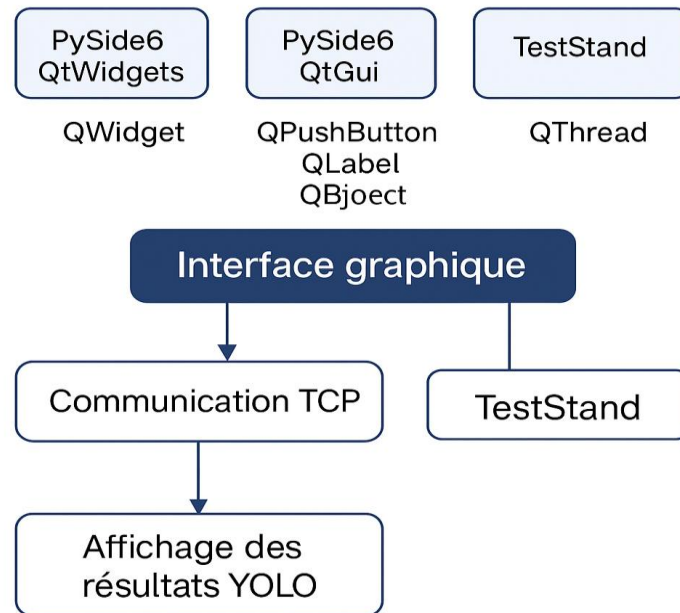 PySide6
QtWidgets
PySide6
QtGui
TestStand
QWidget
QPushButton
QLabel
QBjoect
QThread
Interface graphique
Communication TCP
TestStand
Affichage des
résultats YOLO